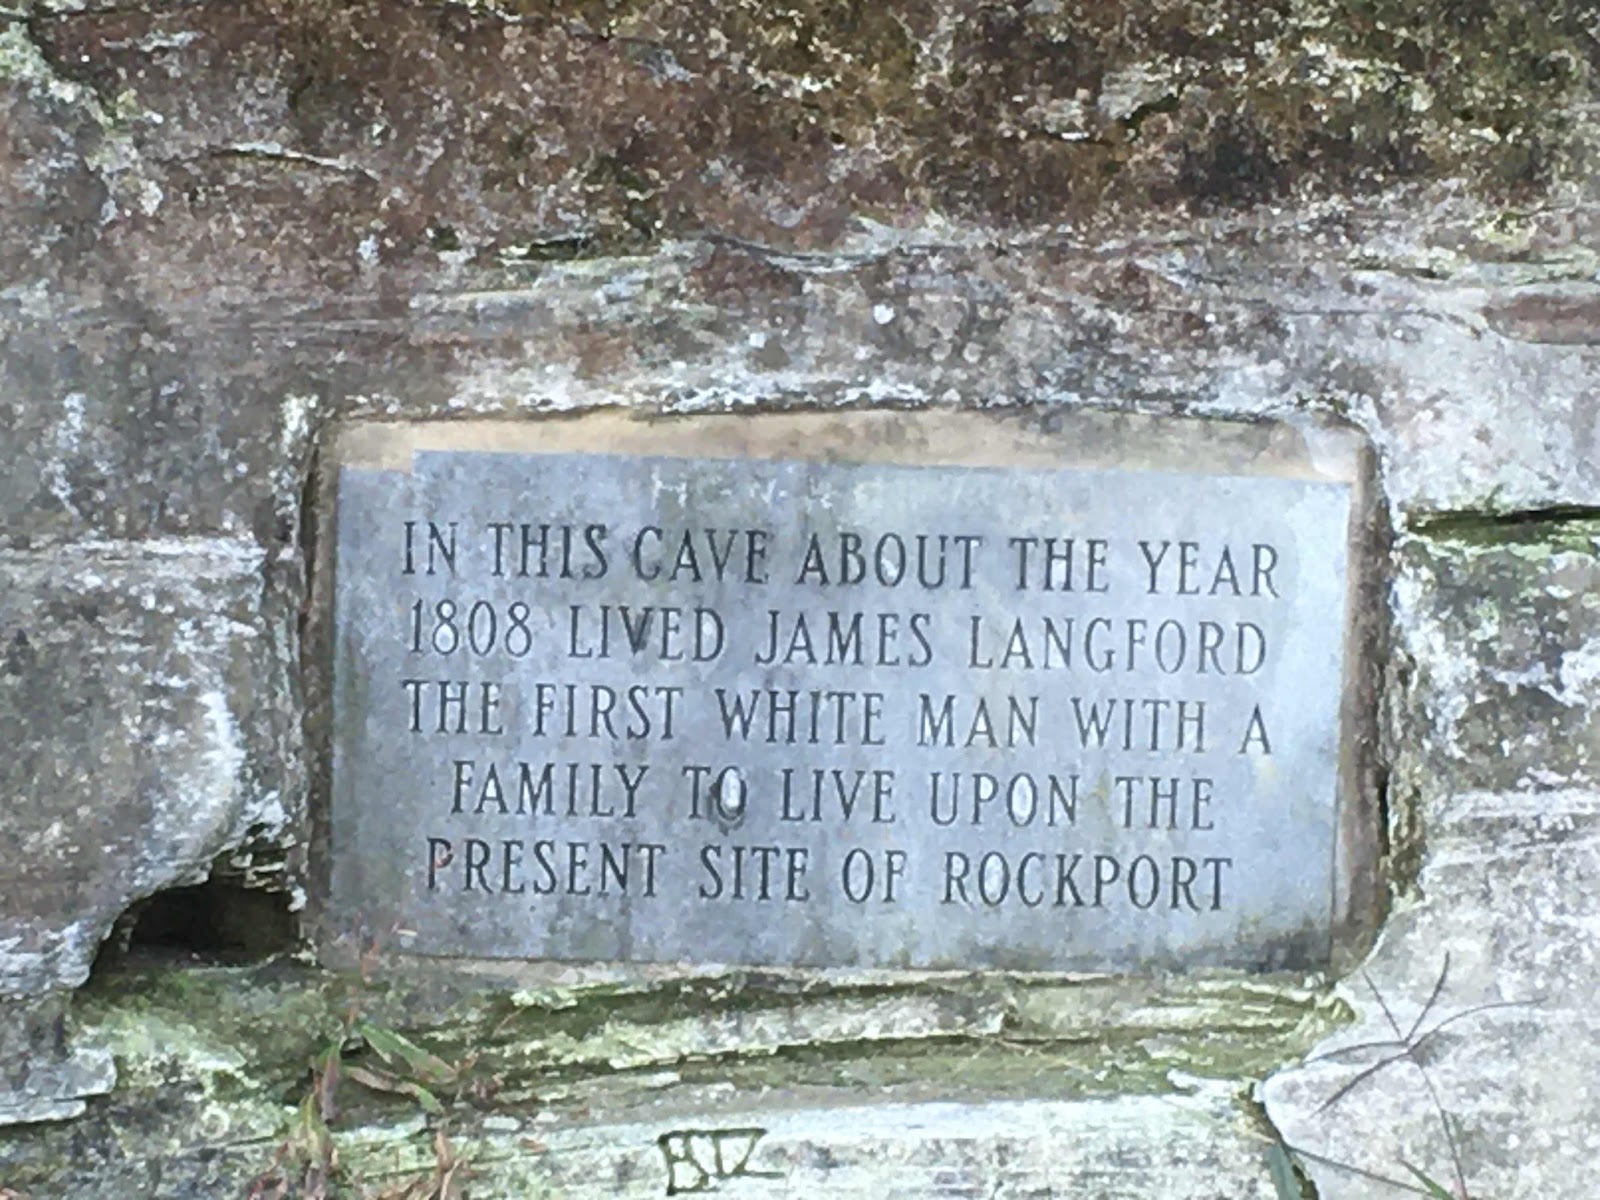 IN THIS CAVE ABOUT THE YEAR
1808 LIVED JAMES LANGFORD
THE FIRST WHITE MAN WITH A
FAMILY TO LIVE UPON THE
PRESENT SITE OF ROCKPORT